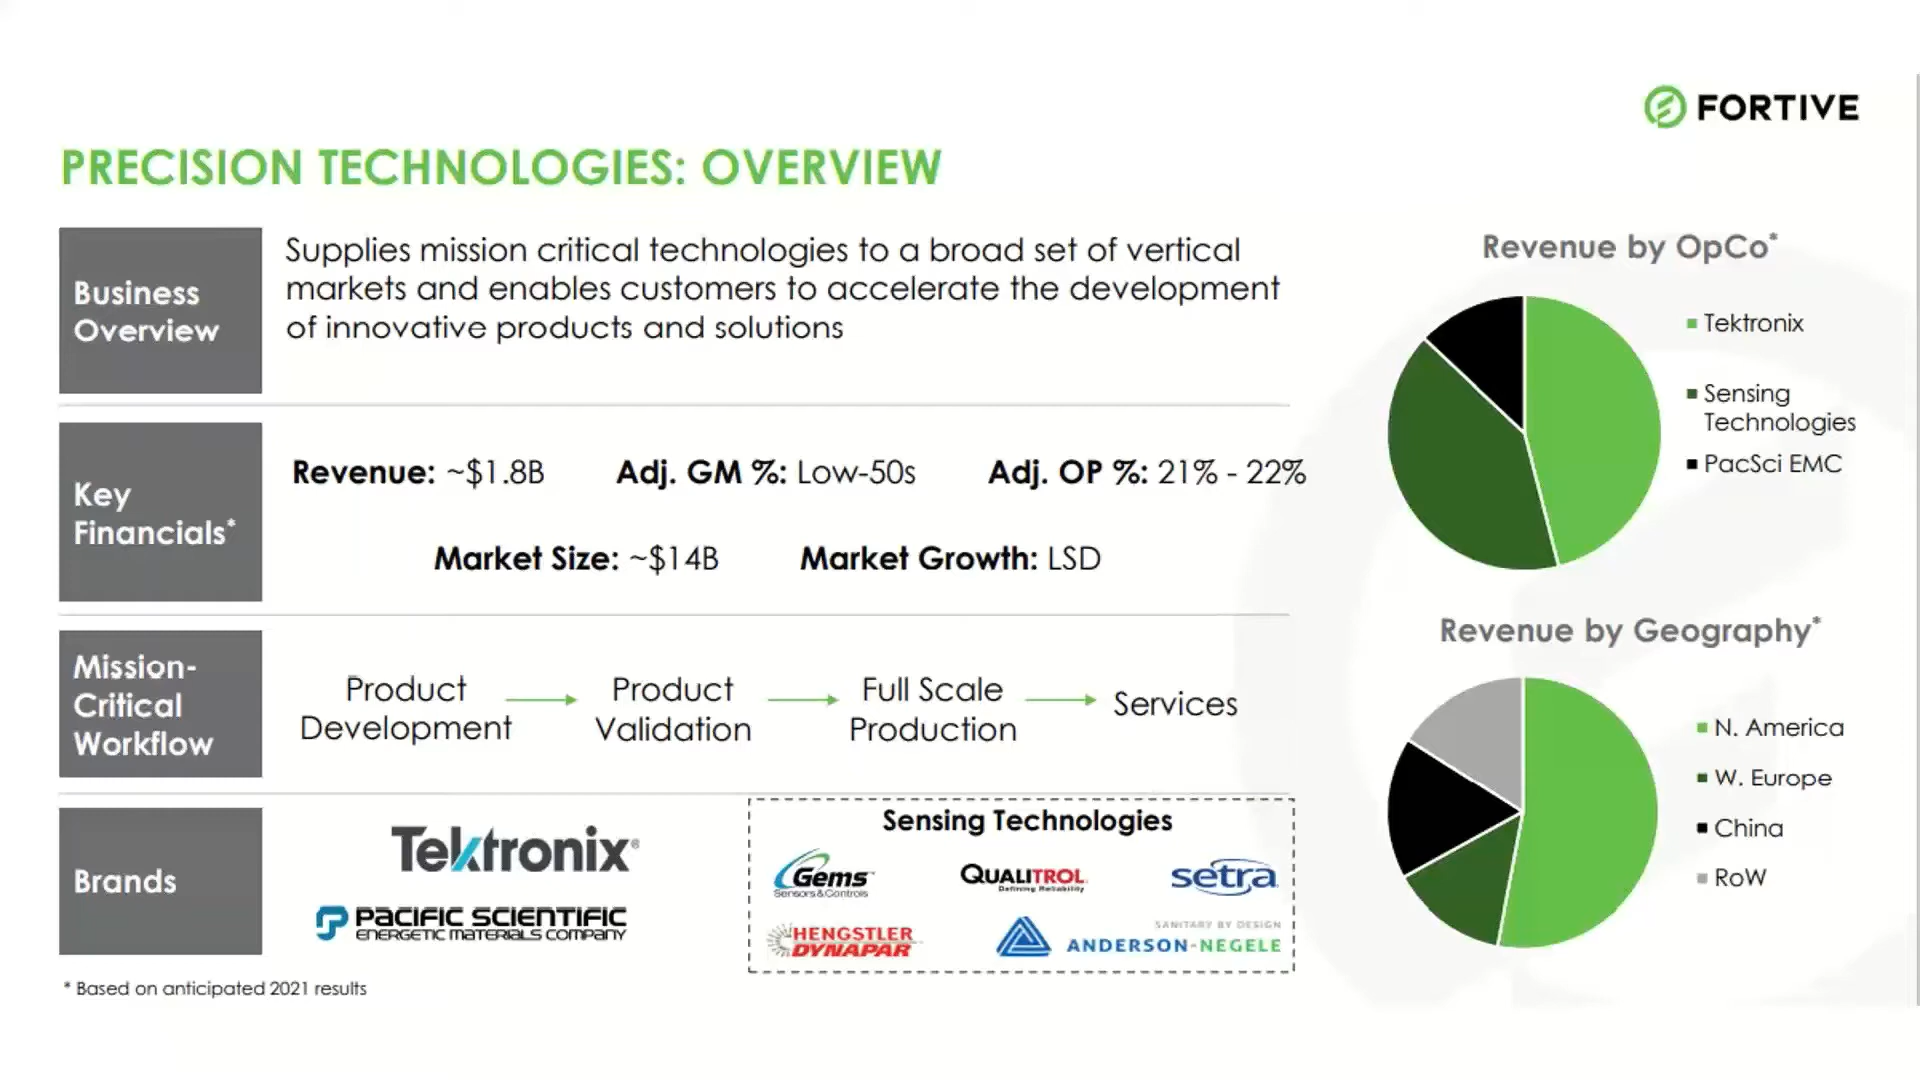 FORTIVE
PRECISION TECHNOLOGIES: OVERVIEW
Business
Overview
Supplies mission critical technologies to a broad set of vertical
markets and enables customers to accelerate the development
of innovative products and solutions
Key
Financials*
Revenue: ~$1.8B Adj. GM %: Low-50s Adj. OP %: 21% - 22%
Market Size: ~$14B Market Growth: LSD
Mission-
Critical
Workflow
Product
Development
Product
Validation
Full Scale
Production
Services
Brands
Tektronix®
PACIFIC SCIENTIFIC
ENERGETIC MATERIALS COMPANY
Sensing Technologies
Gems™
Sensors & Controls
QUALITROL
Defining Reliability
setra
HENGSTLER
DYNAPAR
SANITARY BY DESIGN
ANDERSON-NEGELE
* Based on anticipated 2021 results
Revenue by OpCo*
Tektronix
Sensing
Technologies
PacSci EMC
Revenue by Geography*
N. America
W. Europe
China
RoW